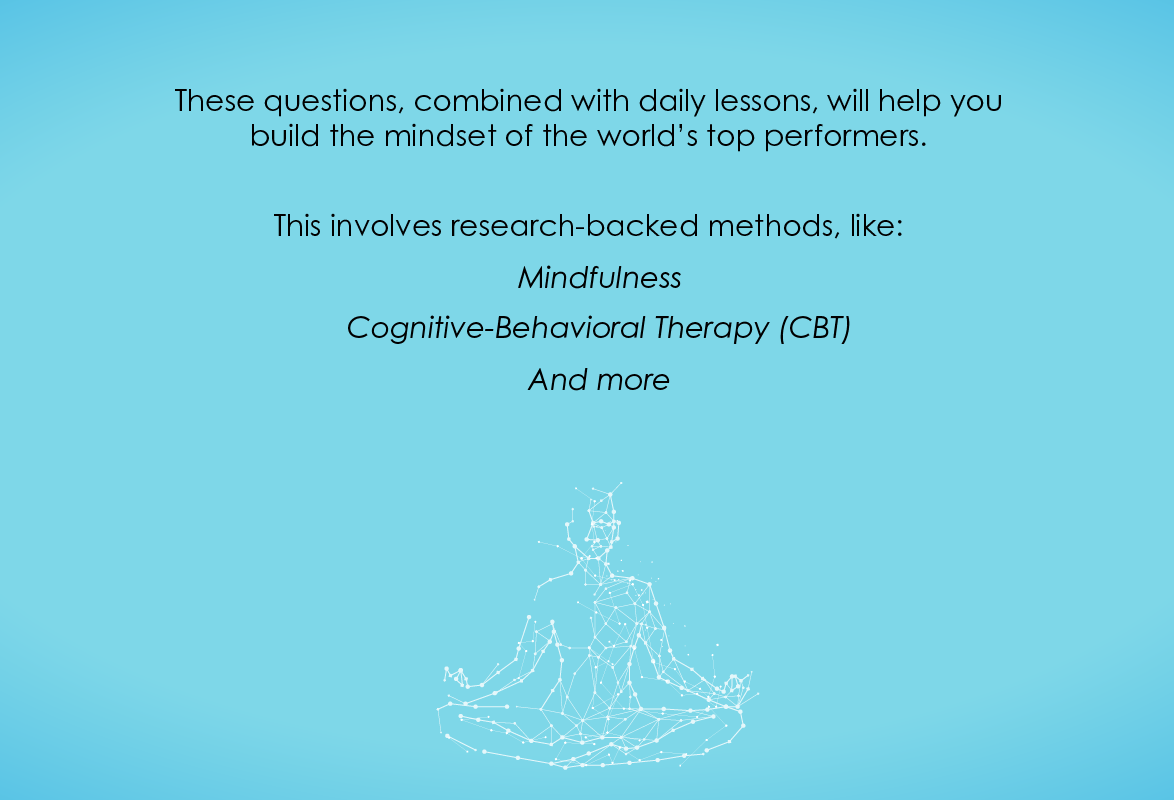 These questions, combined with daily lessons, will help you
build the mindset of the world’s top performers.
This involves research-backed methods, like:
Mindfulness
Cognitive-Behavioral Therapy (CBT)
And more